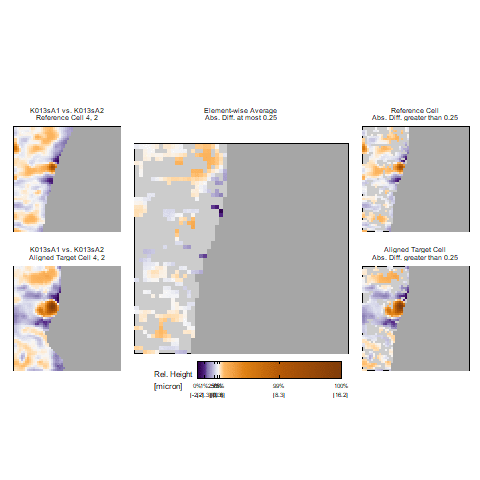 K013sA1 vs. K013sA2
Reference Cell 4, 2
Element-wise Average
Abs. Diff. at most 0.25
Reference Cell
Abs. Diff. greater than 0.25
K013sA1 vs. K013sA2
Aligned Target Cell 4, 2
Aligned Target Cell
Abs. Diff. greater than 0.25
Rel. Height
[micron]
0%
99%
100%
[8.3]
[16.2]